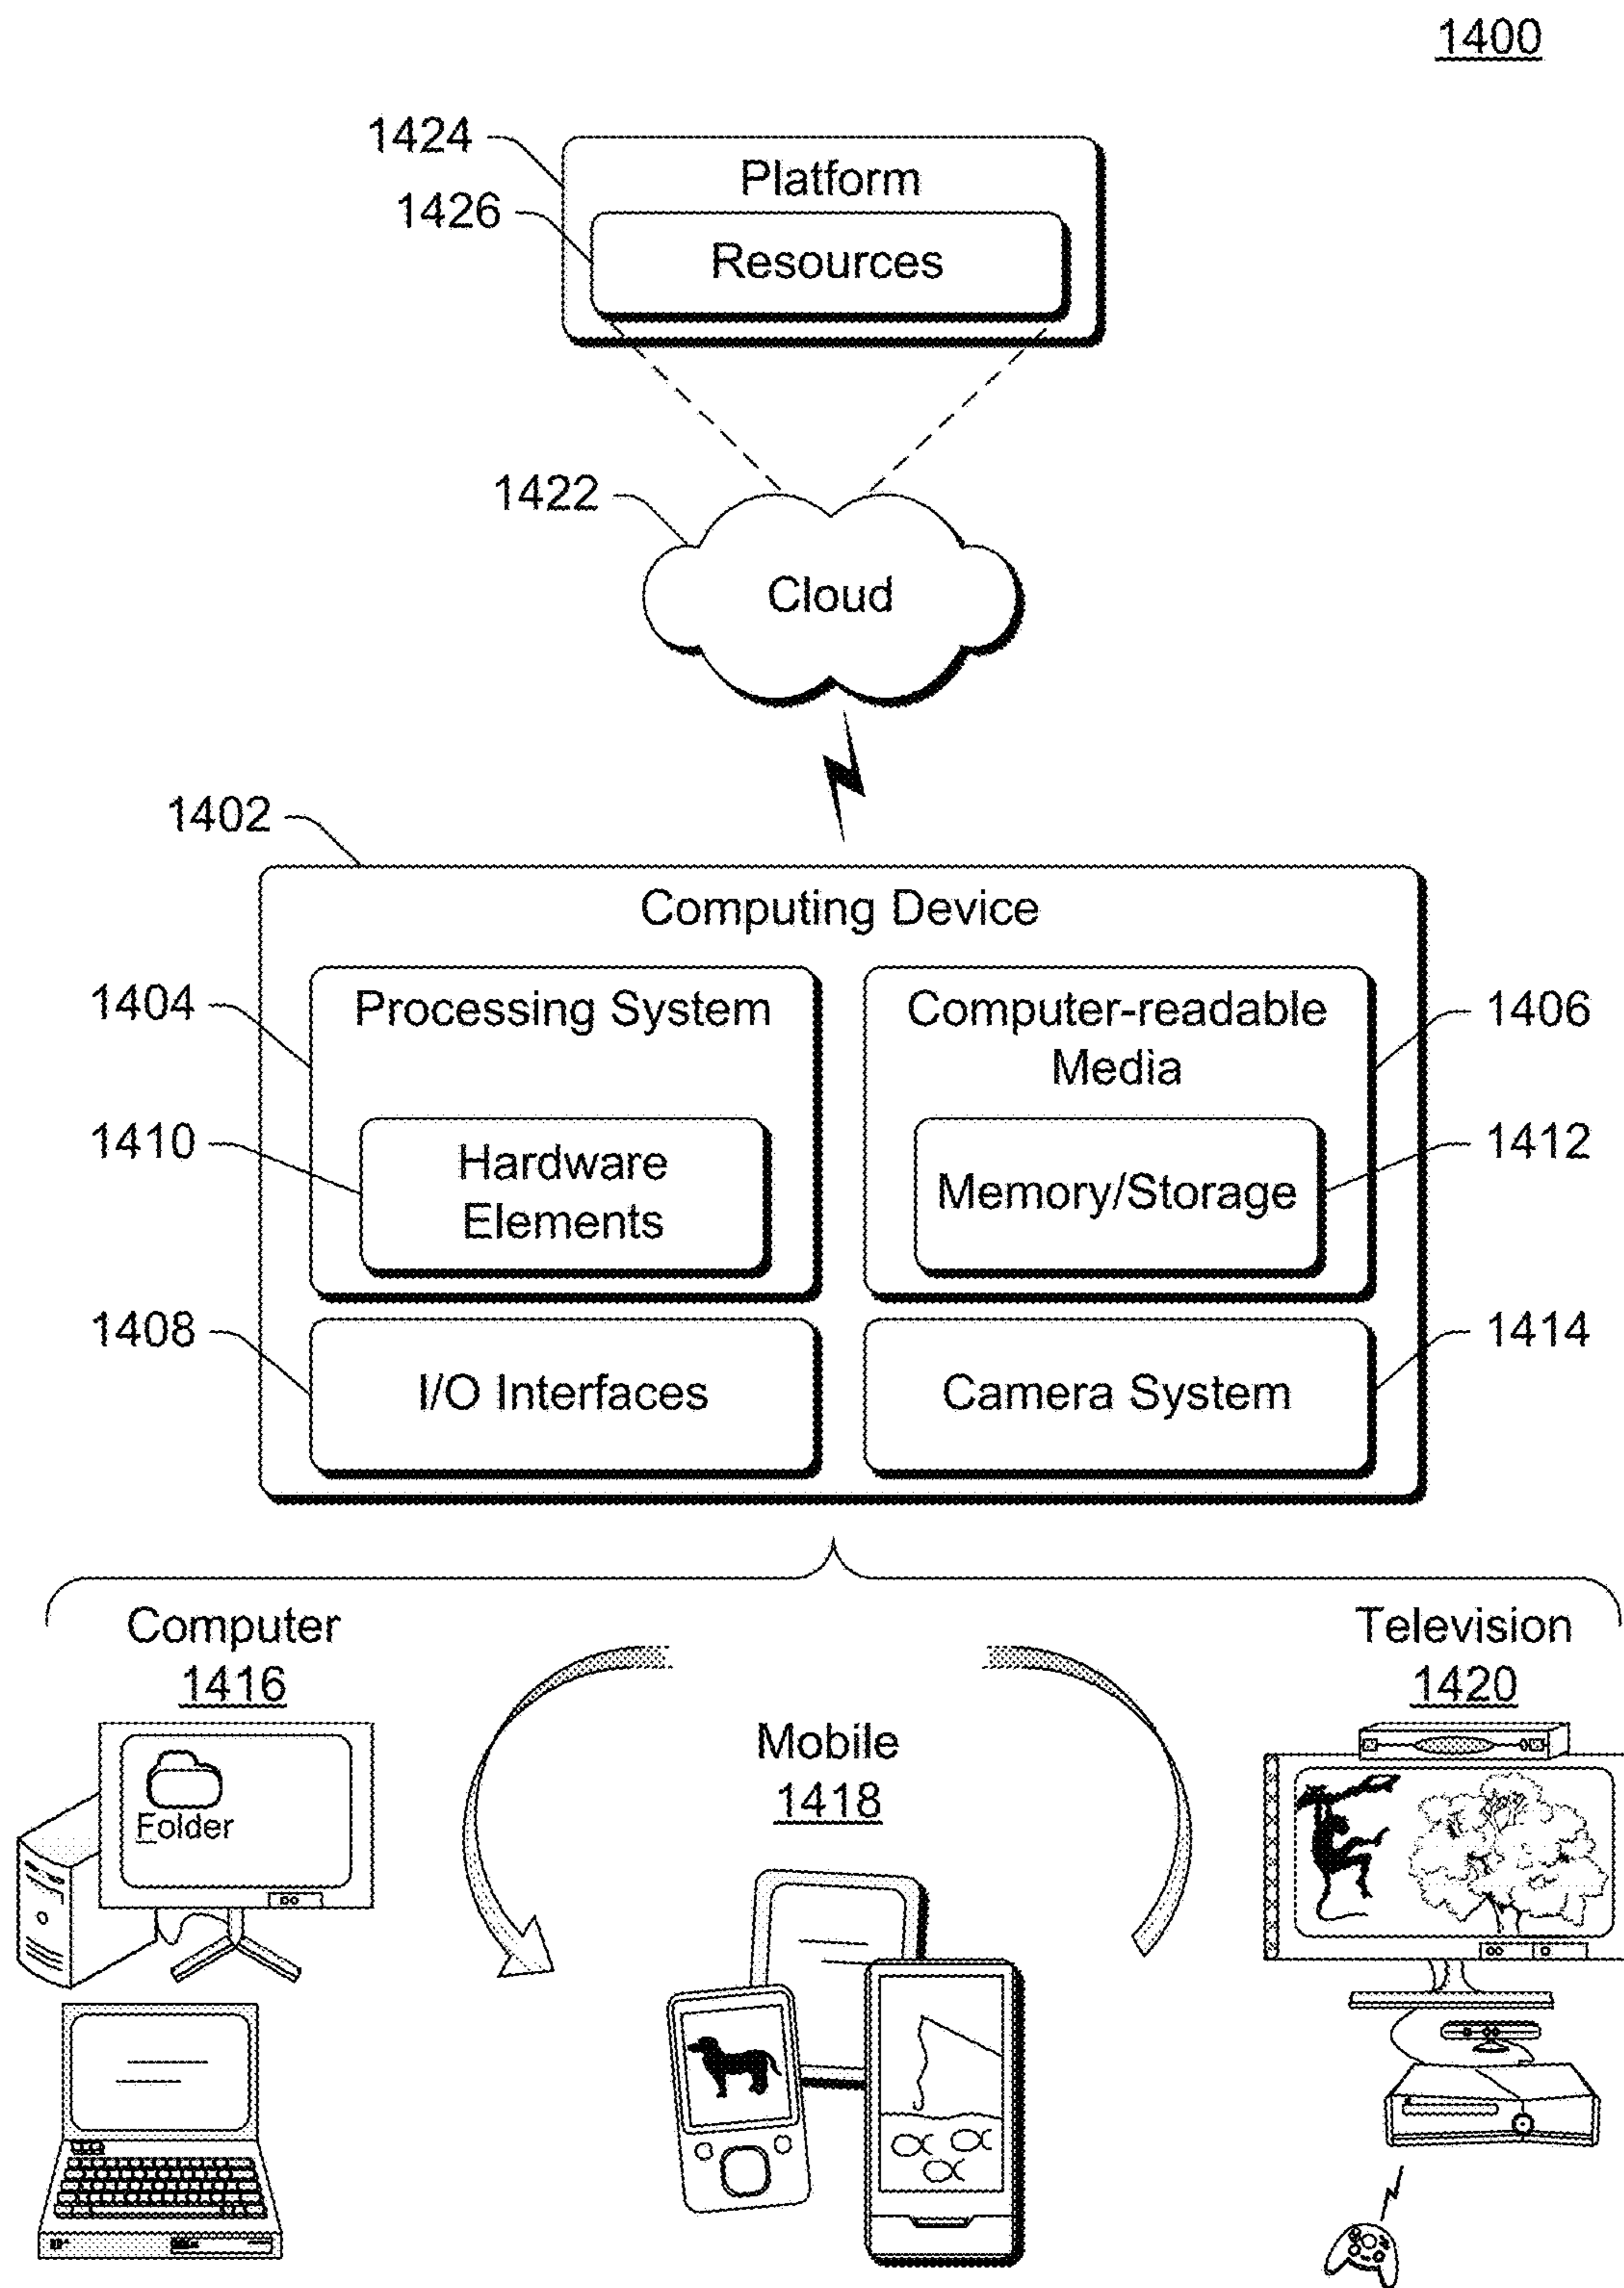 1400
1424
Platform
1426
Resources
1422
Cloud
1402
Computing Device
1404
Processing System
Computer-readable
Media
1406
1410
Hardware
Elements
Memory/Storage
1412
1408
I/O Interfaces
Camera System
1414
Computer
1416
Folder
Mobile
1418
Television
1420